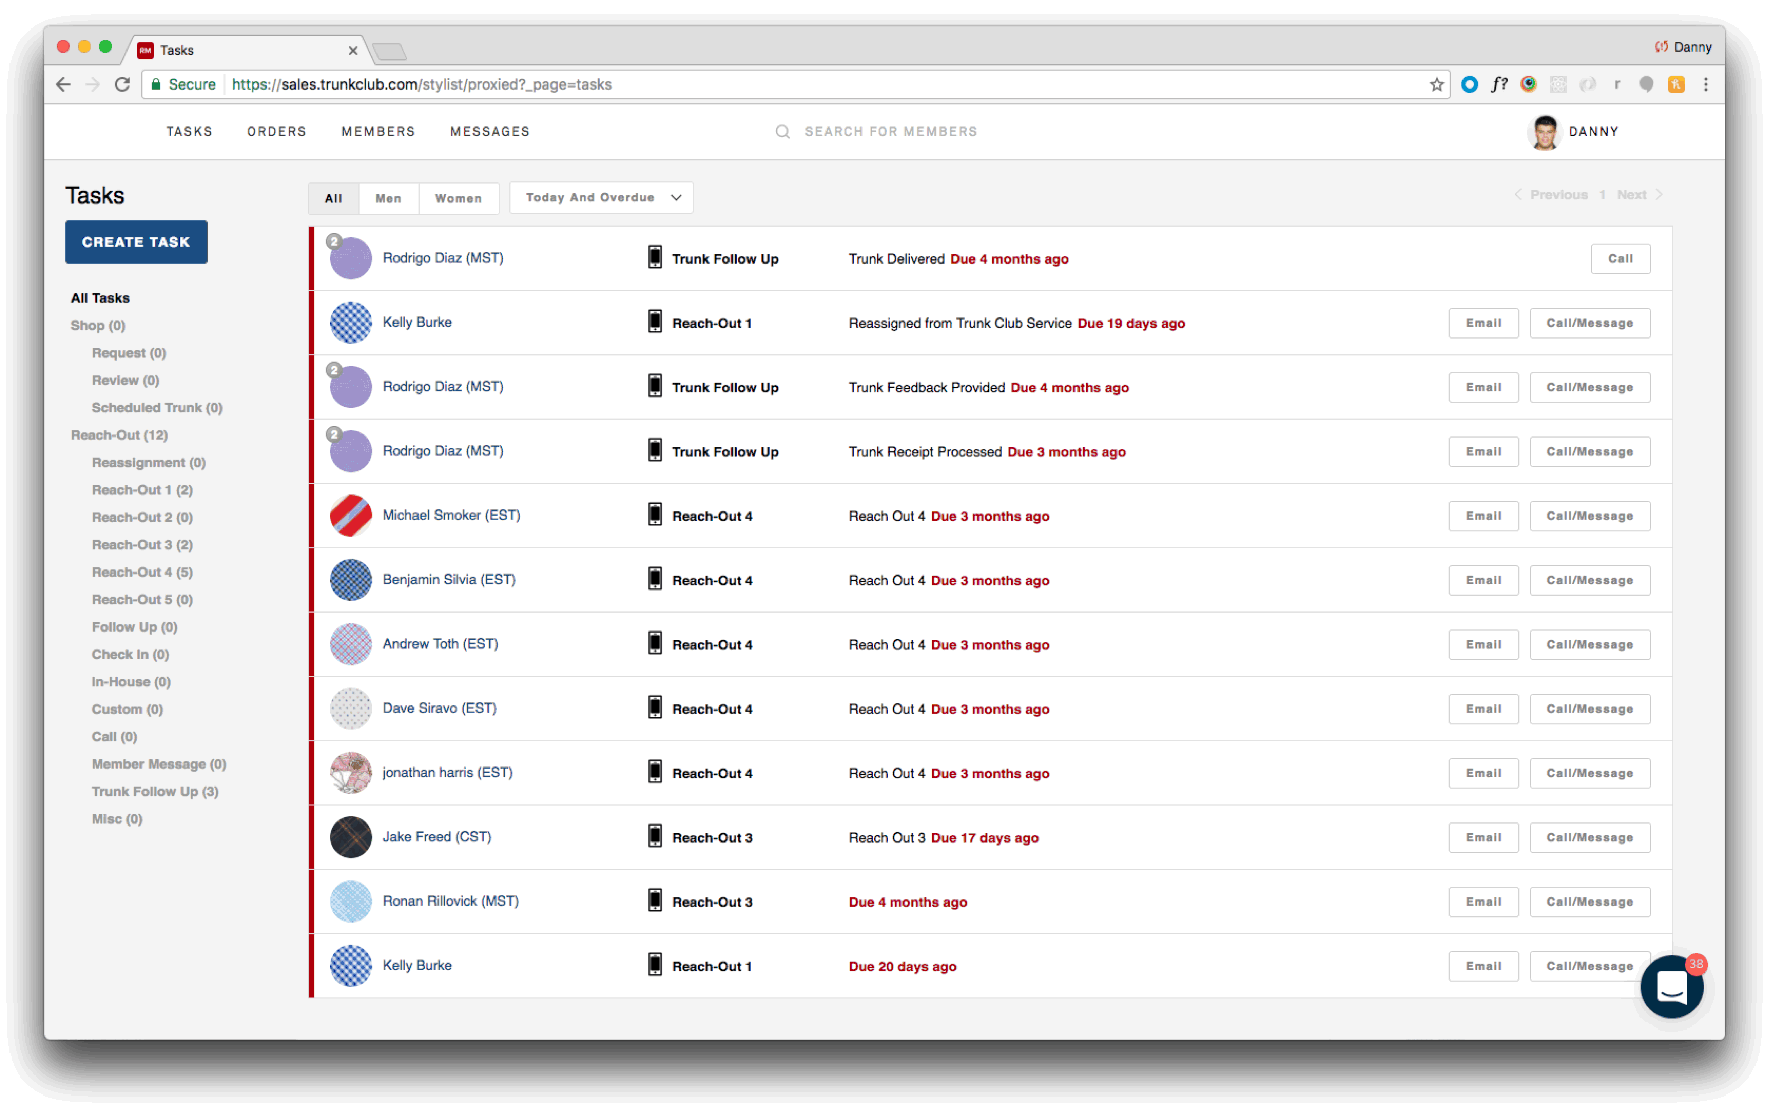 RM Tasks
Danny
Secure https://sales.trunkclub.com/stylist/proxied?_page=tasks
f? r
TASKS ORDERS MEMBERS MESSAGES SEARCH FOR MEMBERS DANNY
Tasks
CREATE TASK
All Tasks
Shop (0)
Request (0)
Review (0)
Scheduled Trunk (0)
Reach-Out (12)
Reassignment (0)
Reach-Out 1 (2)
Reach-Out 2 (0)
Reach-Out 3 (2)
Reach-Out 4 (5)
Reach-Out 5 (0)
Follow Up (0)
Check In (0)
In-House (0)
Custom (0)
Call (0)
Member Message (0)
Trunk Follow Up (3)
Misc (0)
All Men Women Today And Overdue Previous 1 Next
2 Rodrigo Diaz (MST) Trunk Follow Up Trunk Delivered Due 4 months ago Call
Kelly Burke Reach-Out 1 Reassigned from Trunk Club Service Due 19 days ago Email Call/Message
2 Rodrigo Diaz (MST) Trunk Follow Up Trunk Feedback Provided Due 4 months ago Email Call/Message
2 Rodrigo Diaz (MST) Trunk Follow Up Trunk Receipt Processed Due 3 months ago Email Call/Message
Michael Smoker (EST) Reach-Out 4 Reach Out 4 Due 3 months ago Email Call/Message
Benjamin Silvia (EST) Reach-Out 4 Reach Out 4 Due 3 months ago Email Call/Message
Andrew Toth (EST) Reach-Out 4 Reach Out 4 Due 3 months ago Email Call/Message
Dave Siravo (EST) Reach-Out 4 Reach Out 4 Due 3 months ago Email Call/Message
jonathan harris (EST) Reach-Out 4 Reach Out 4 Due 3 months ago Email Call/Message
Jake Freed (CST) Reach-Out 3 Reach Out 3 Due 17 days ago Email Call/Message
Ronan Rillovick (MST) Reach-Out 3 Due 4 months ago Email Call/Message
Kelly Burke Reach-Out 1 Due 20 days ago Email Call/Message
38